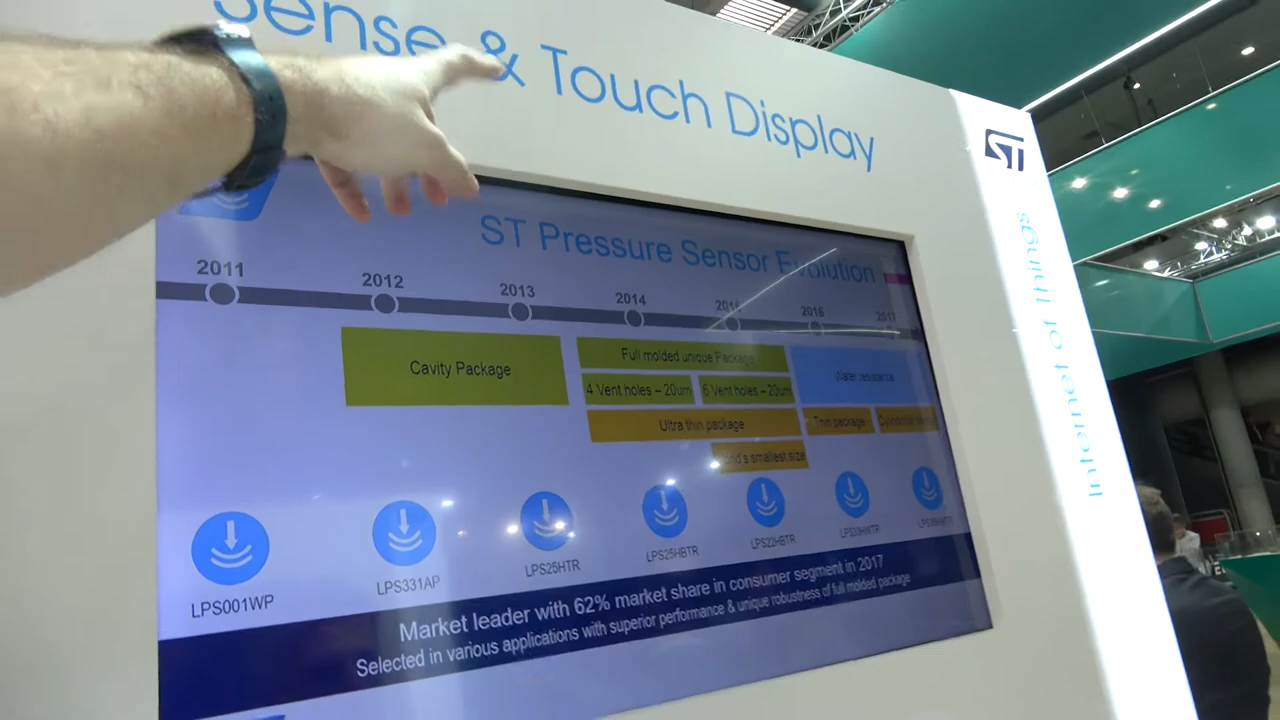 Sense & Touch Display
ST
Internet of Things
ST Pressure Sensor Evolution
2011
2012
2013
2014
2015
2016
2017
Cavity Package
Full molded unique Package
4 Vent holes – 20um
6 Vent holes – 20um
Water resistance
Ultra thin package
Thin package
smallest size
LPS001WP
LPS331AP
LPS25HTR
LPS25HBTR
LPS22HBTR
LPS33HWTR
Market leader with 62% market share in consumer segment in 2017
Selected in various applications with superior performance & unique robustness of full molded package